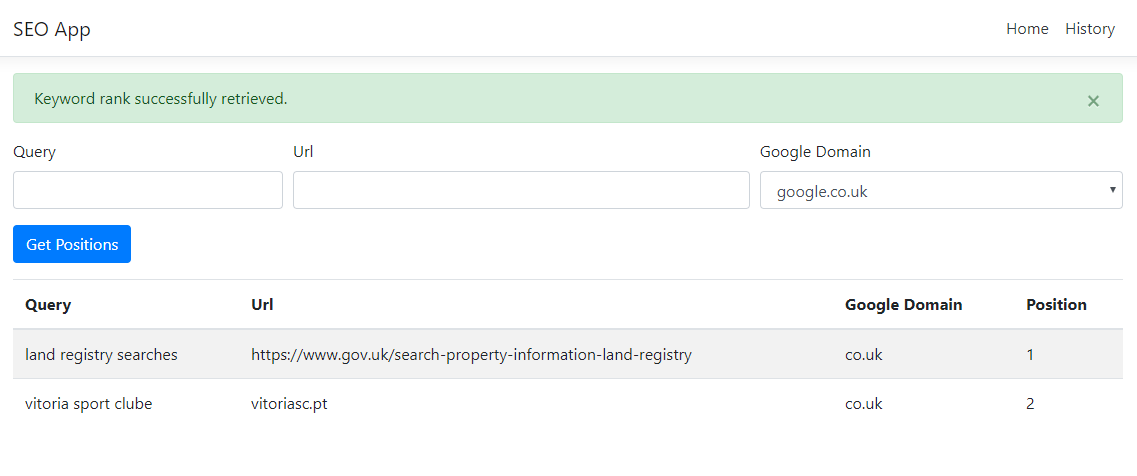 SEO App Home History
Keyword rank successfully retrieved. ×
Query Url Google Domain
google.co.uk
Get Positions
Query Url Google Domain Position
land registry searches https://www.gov.uk/search-property-information-land-registry co.uk 1
vitoria sport clube vitoriasc.pt co.uk 2